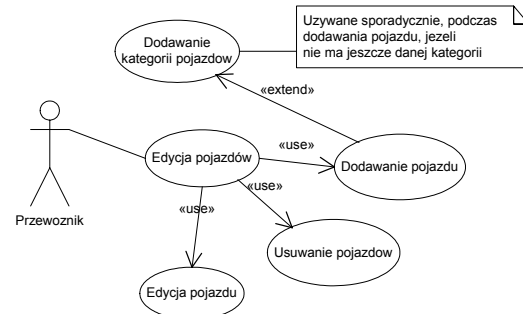 Uzywane sporadycznie, podczas
dodawania pojazdu, jezeli
nie ma jeszcze danej kategorii
Dodawanie
kategorii pojazdow
«extend»
Edycja pojazdów
«use»
Dodawanie pojazdu
«use»
«use»
Przewoznik
Usuwanie pojazdow
Edycja pojazdu